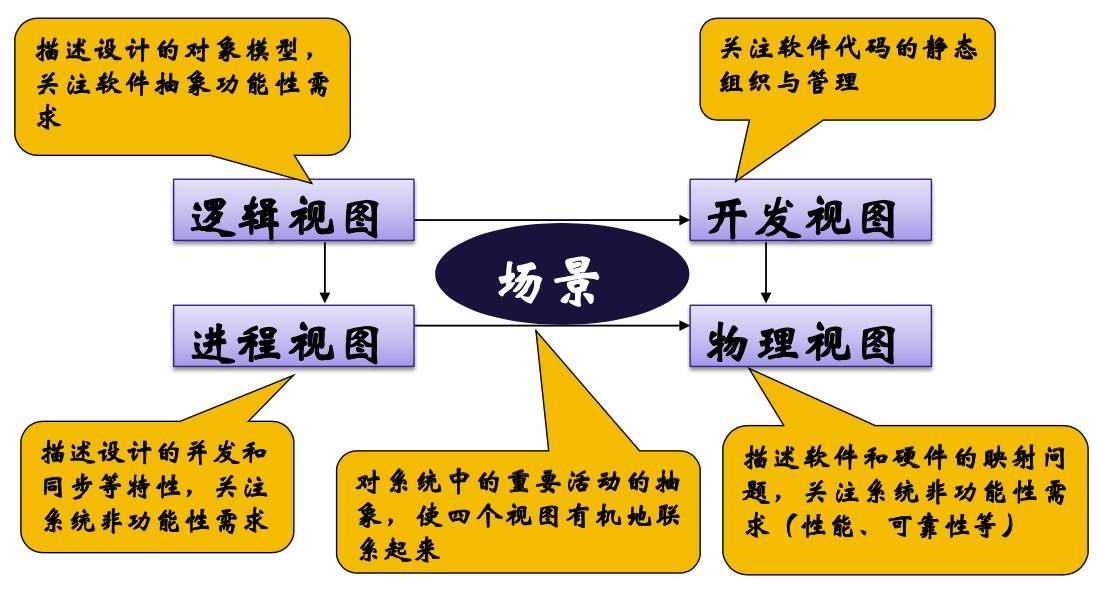 描述设计的对象模型，
关注软件抽象功能性需
求
关注软件代码的静态
组织与管理
逻辑视图
开发视图
场景
进程视图
物理视图
描述设计的并发和
同步等特性，关注
系统非功能性需求
对系统中的重要活动的抽
象，使四个视图有机地联
系起来
描述软件和硬件的映射问
题，关注系统非功能性需
求（性能、可靠性等）